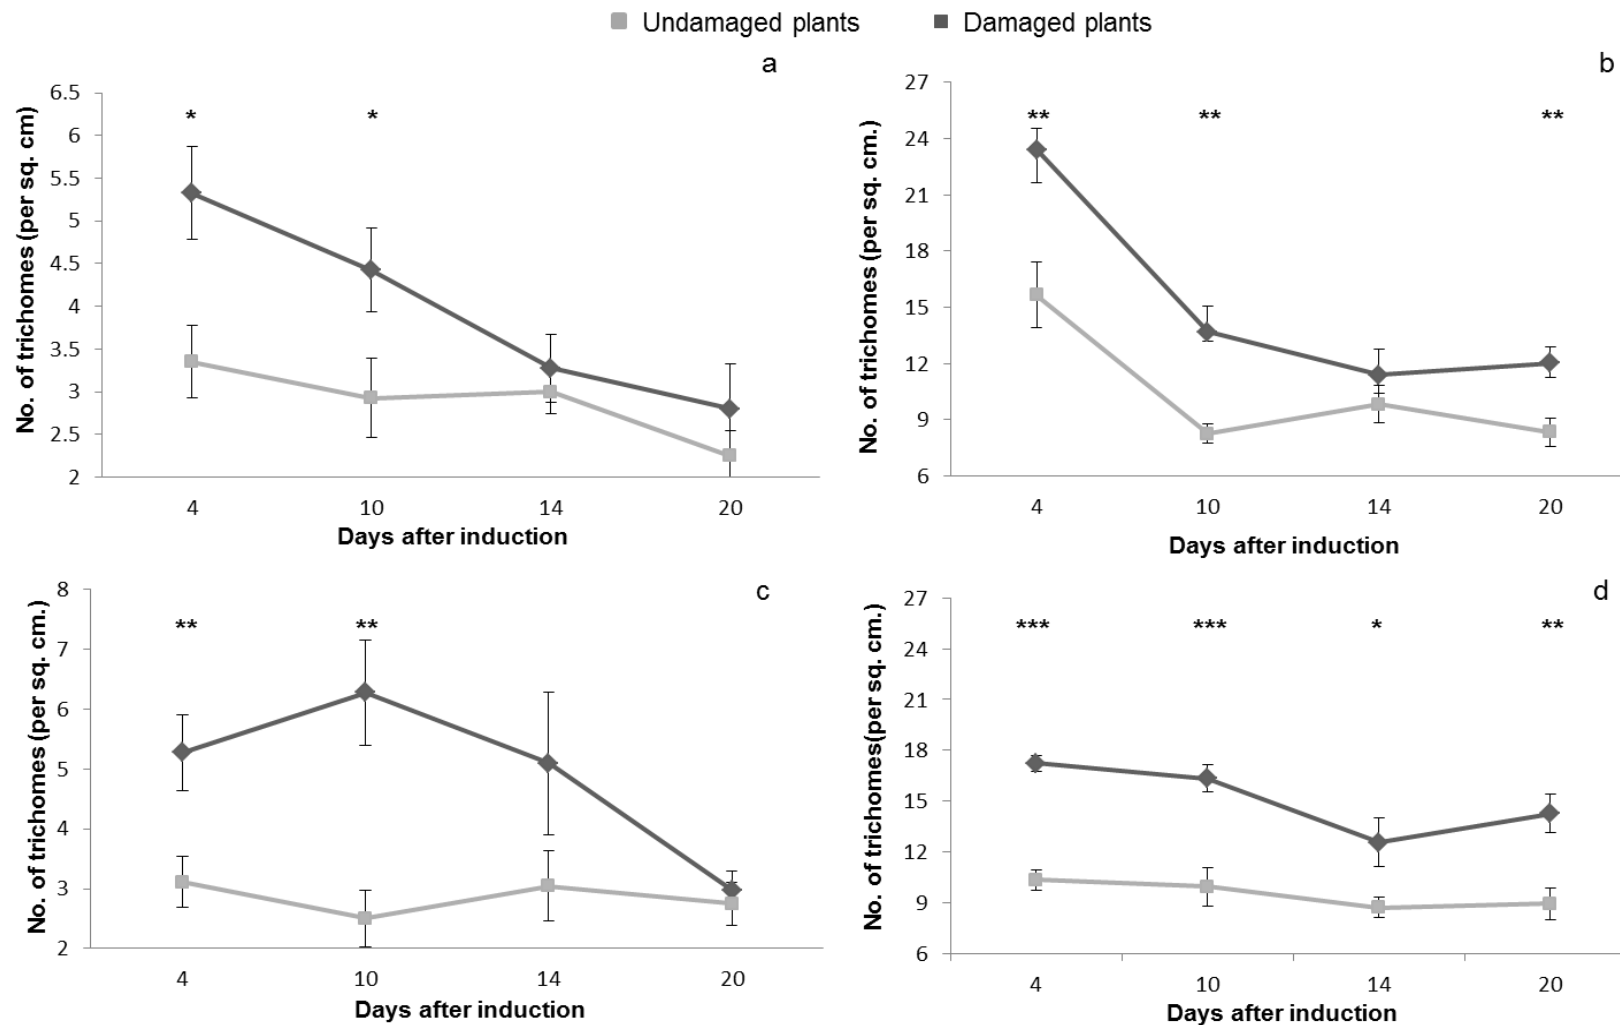 Undamaged plants Damaged plants
a
No. of trichomes (per sq. cm)
6.5
6
5.5
5
4.5
4
3.5
3
2.5
2
* *
4 10 14 20
Days after induction
b
No. of trichomes (per sq. cm.)
27
24
21
18
15
12
9
6
** ** **
4 10 14 20
Days after induction
c
No. of trichomes (per sq. cm.)
8
7
6
5
4
3
2
** **
4 10 14 20
Days after induction
d
No. of trichomes(per sq. cm.)
27
24
21
18
15
12
9
6
*** *** * **
4 10 14 20
Days after induction